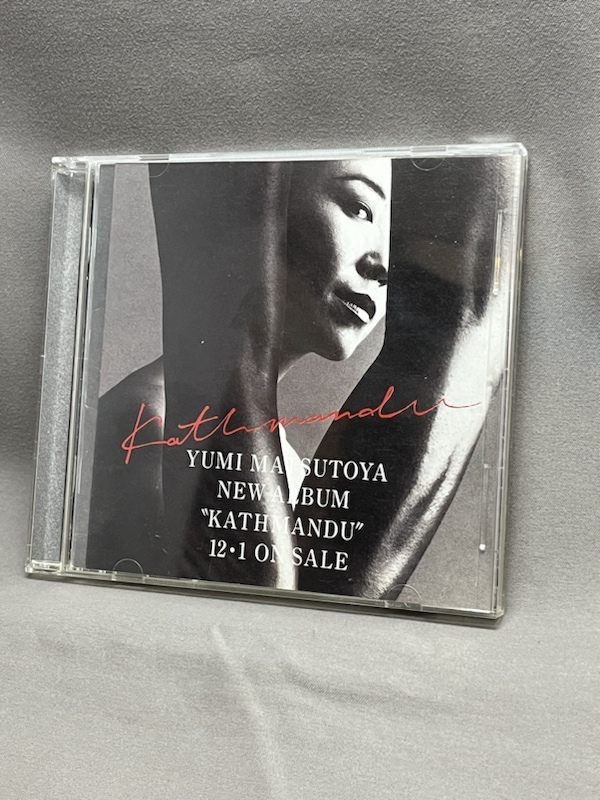 Kathmandu
YUMI MATSUTOYA
NEW ALBUM
"KATHMANDU"
12・1 ON SALE